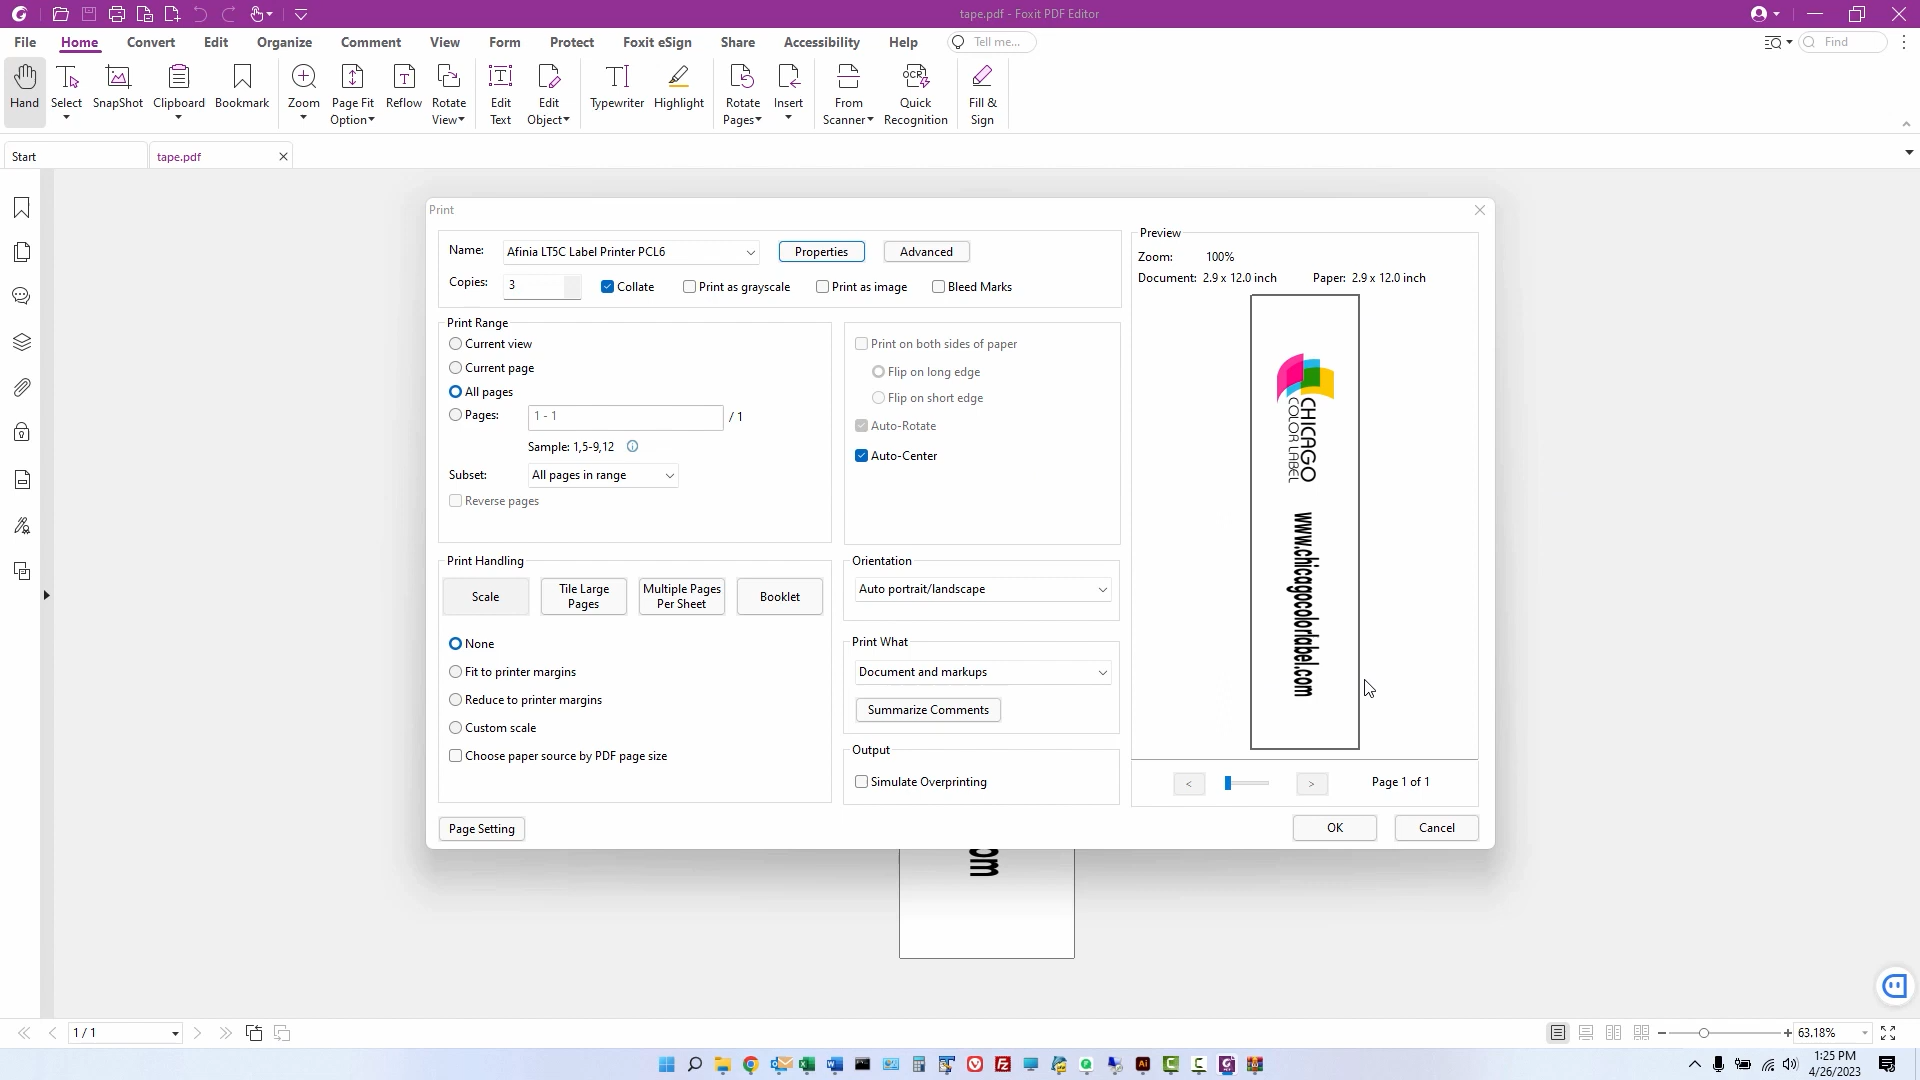 tape.pdf - Foxit PDF Editor
File Home Convert Edit Organize Comment View Form Protect Foxit eSign Share Accessibility Help Tell me... Find
Hand Select SnapShot Clipboard Bookmark Zoom Page Fit Option Reflow Rotate View Edit Text Edit Object Typewriter Highlight Rotate Pages Insert From Scanner Quick Recognition Fill & Sign
OCR
Start tape.pdf
Print
Name: Afinia LT5C Label Printer PCL6 Properties Advanced
Copies: 3 Collate Print as grayscale Print as image Bleed Marks
Print Range
Current view
Current page
All pages
Pages: 1 - 1 / 1
Sample: 1,5-9,12
Subset: All pages in range
Reverse pages
Print on both sides of paper
Flip on long edge
Flip on short edge
Auto-Rotate
Auto-Center
Print Handling
Scale Tile Large Pages Multiple Pages Per Sheet Booklet
None
Fit to printer margins
Reduce to printer margins
Custom scale
Choose paper source by PDF page size
Orientation
Auto portrait/landscape
Print What
Document and markups
Summarize Comments
Output
Simulate Overprinting
Preview
Zoom: 100%
Document: 2.9 x 12.0 inch Paper: 2.9 x 12.0 inch
CHICAGO
COLOR LABEL
www.chicagocolorlabel.com
< > Page 1 of 1
Page Setting OK Cancel
om
1 / 1 63.18%
1:25 PM
4/26/2023